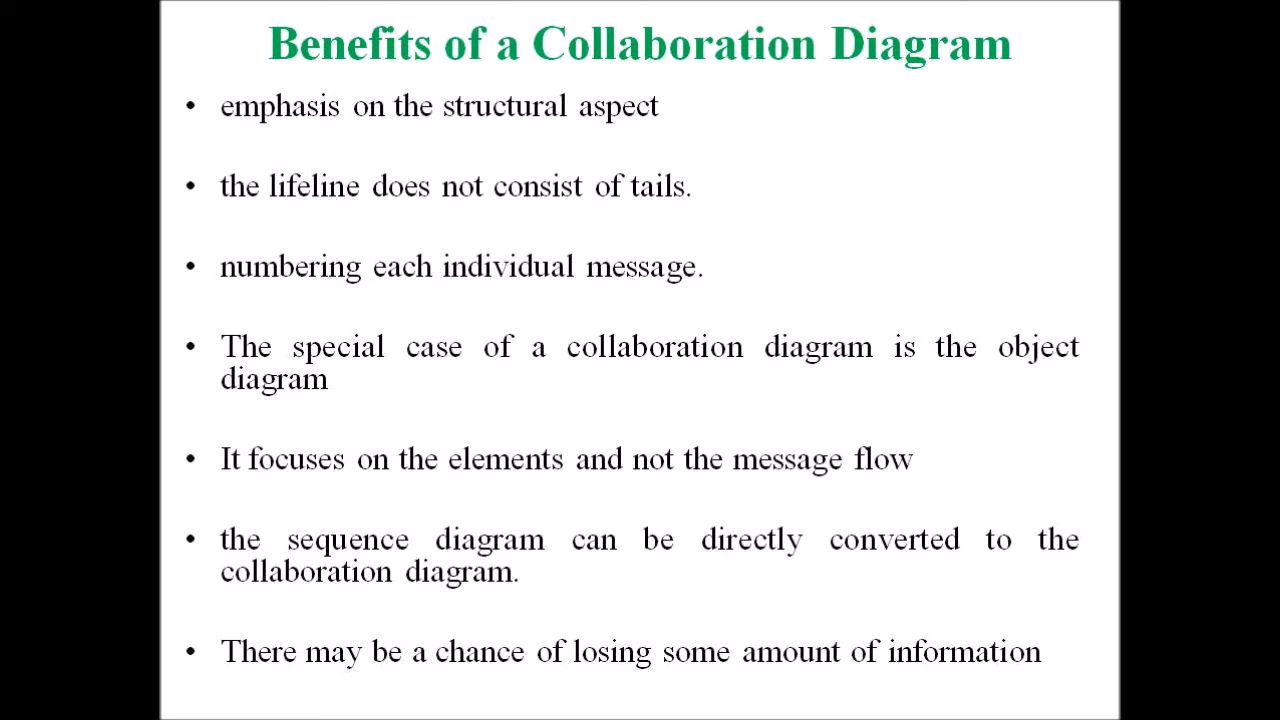 Benefits of a Collaboration Diagram
• emphasis on the structural aspect
• the lifeline does not consist of tails.
• numbering each individual message.
• The special case of a collaboration diagram is the object
diagram
• It focuses on the elements and not the message flow
• the sequence diagram can be directly converted to the
collaboration diagram.
• There may be a chance of losing some amount of information